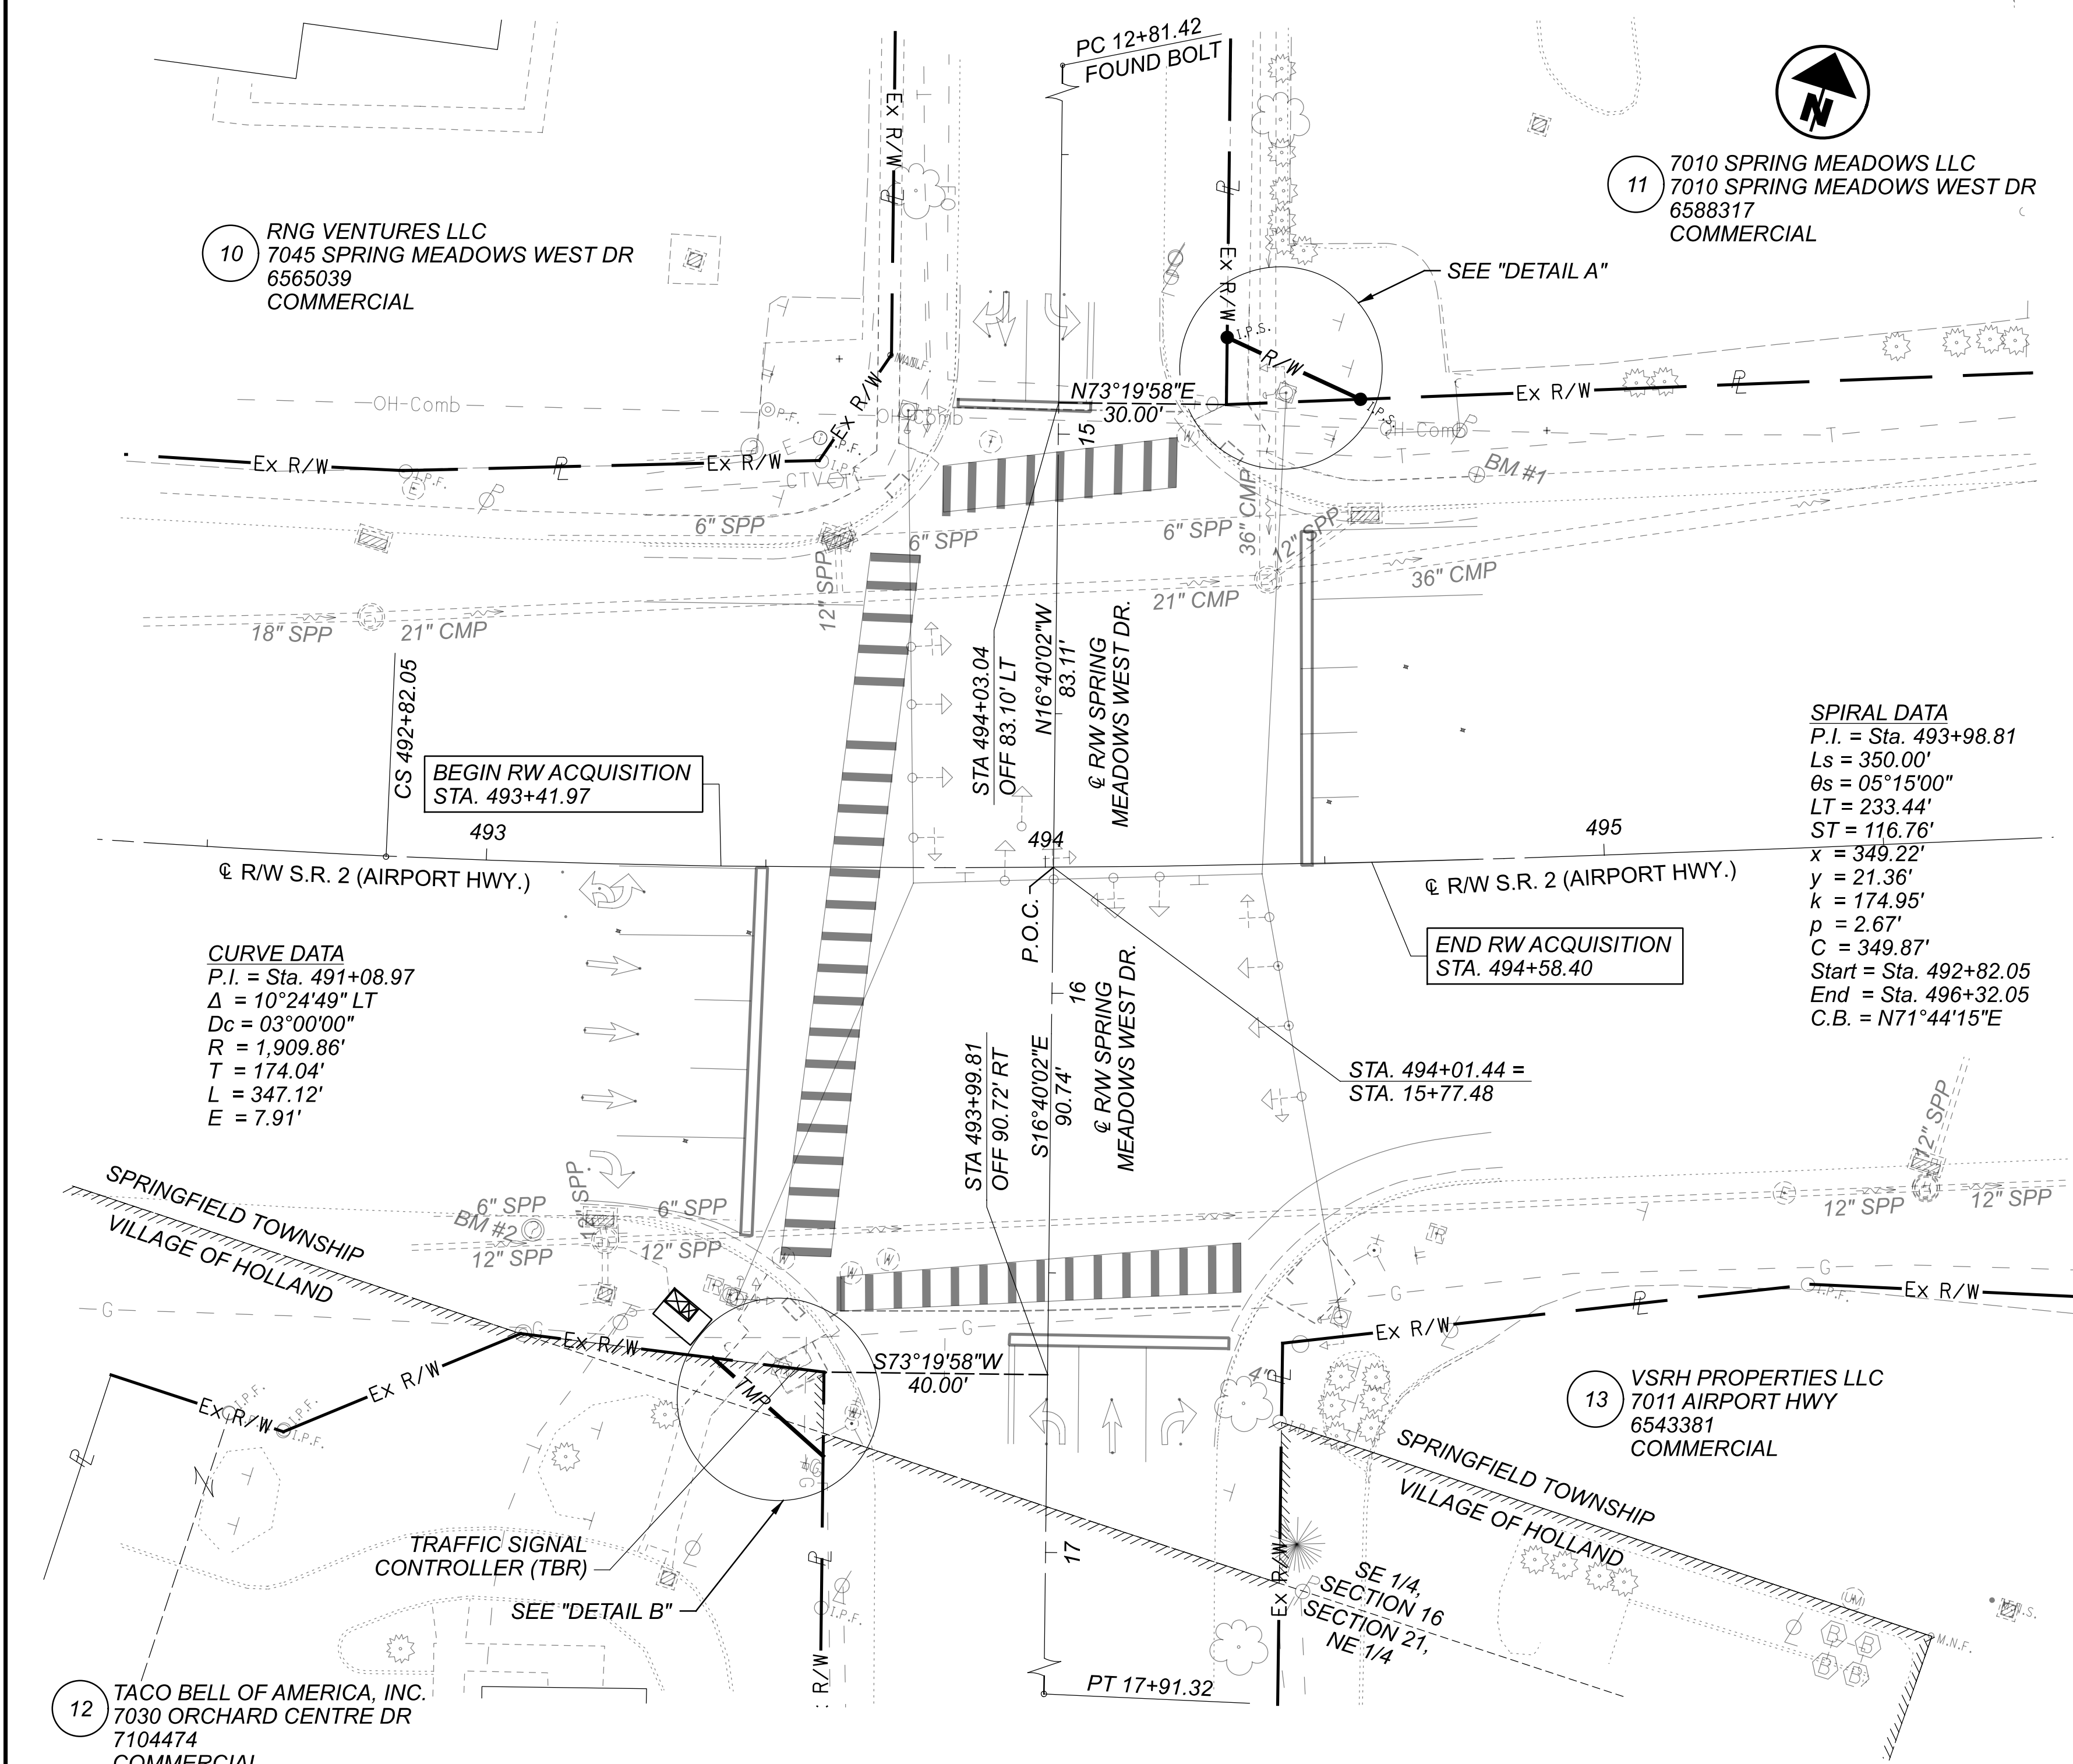 PC 12+81.42
FOUND BOLT
N
Ex R/W
Ex R/W
11
7010 SPRING MEADOWS LLC
7010 SPRING MEADOWS WEST DR
6588317
COMMERCIAL
10
RNG VENTURES LLC
7045 SPRING MEADOWS WEST DR
6565039
COMMERCIAL
SEE "DETAIL A"
I.P.S.
R/W
I.P.S.
Ex R/W
N73°19'58"E
30.00'
15
OH-Comb
OH-Comb
OH-Comb
P.F.
Ex R/W
I.P.F.
Ex R/W
Ex R/W
I.P.F.
CTV
BM #1
6" SPP
6" SPP
6" SPP
36" CMP
12" SPP
12" SPP
36" CMP
21" CMP
18" SPP
21" CMP
CS 492+82.05
STA 494+03.04
OFF 83.10' LT
N16°40'02"W
83.11'
℄ R/W SPRING
MEADOWS WEST DR.
BEGIN RW ACQUISITION
STA. 493+41.97
493
494
495
℄ R/W S.R. 2 (AIRPORT HWY.)
℄ R/W S.R. 2 (AIRPORT HWY.)
SPIRAL DATA
P.I. = Sta. 493+98.81
Ls = 350.00'
θs = 05°15'00"
LT = 233.44'
ST = 116.76'
x = 349.22'
y = 21.36'
k = 174.95'
p = 2.67'
C = 349.87'
Start = Sta. 492+82.05
End = Sta. 496+32.05
C.B. = N71°44'15"E
P.O.C.
END RW ACQUISITION
STA. 494+58.40
CURVE DATA
P.I. = Sta. 491+08.97
Δ = 10°24'49" LT
Dc = 03°00'00"
R = 1,909.86'
T = 174.04'
L = 347.12'
E = 7.91'
16
STA 493+99.81
OFF 90.72' RT
S16°40'02"E
90.74'
℄ R/W SPRING
MEADOWS WEST DR.
STA. 494+01.44 =
STA. 15+77.48
12" SPP
SPRINGFIELD TOWNSHIP
VILLAGE OF HOLLAND
6" SPP
BM #2
12" SPP
12" SPP
6" SPP
12" SPP
12" SPP
12" SPP
G
G
G
G
Ex R/W
Ex R/W
Ex R/W
I.P.F.
I.P.F.
I.P.F.
TMP
S73°19'58"W
40.00'
Ex R/W
I.P.F.
Ex R/W
4"
13
VSRH PROPERTIES LLC
7011 AIRPORT HWY
6543381
COMMERCIAL
SPRINGFIELD TOWNSHIP
VILLAGE OF HOLLAND
TRAFFIC SIGNAL
CONTROLLER (TBR)
SEE "DETAIL B"
17
Ex R/W
SE 1/4,
SECTION 16
SECTION 21,
NE 1/4
I.P.F.
R/W
UM
B
B
B
B
M.N.S.
M.N.F.
PT 17+91.32
12
TACO BELL OF AMERICA, INC.
7030 ORCHARD CENTRE DR
7104474
COMMERCIAL